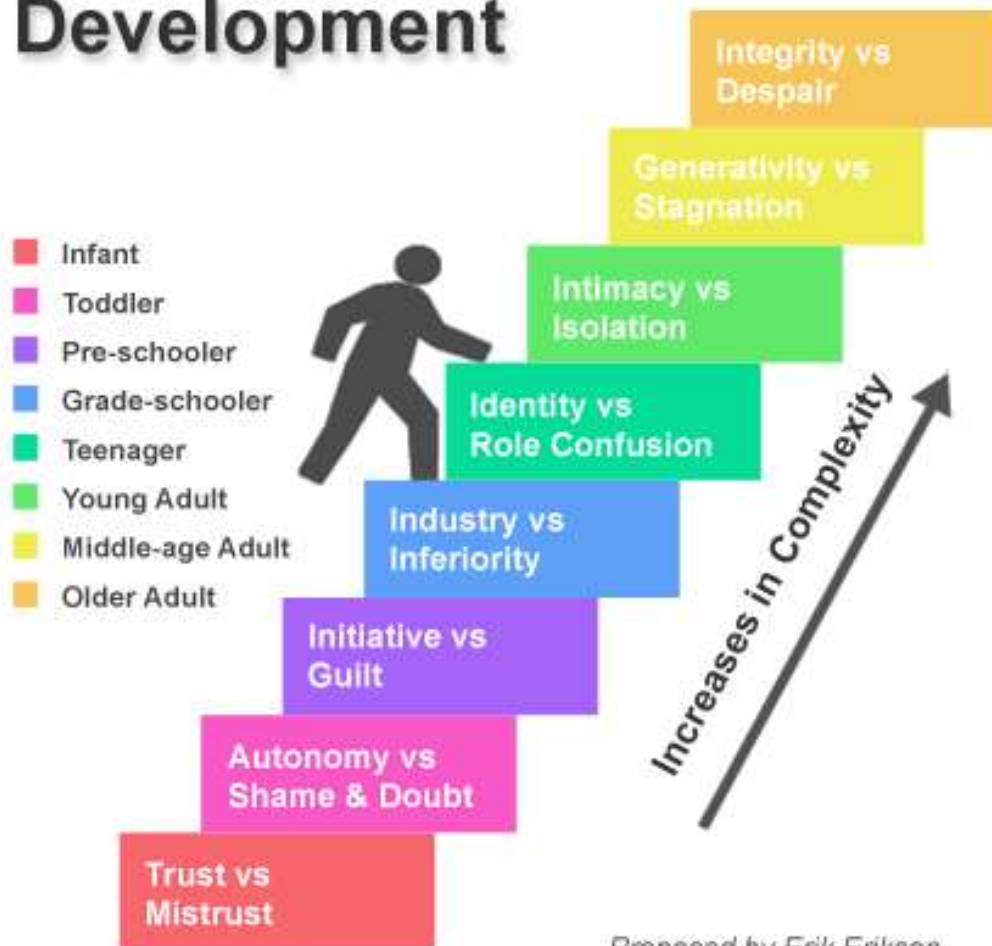 Development
Integrity vs
Despair
Generativity vs
Stagnation
Intimacy vs
Isolation
Identity vs
Role Confusion
Industry vs
Inferiority
Initiative vs
Guilt
Autonomy vs
Shame & Doubt
Trust vs
Mistrust
Infant
Toddler
Pre-schooler
Grade-schooler
Teenager
Young Adult
Middle-age Adult
Older Adult
Increases in Complexity
Proposed by Erik Erikson